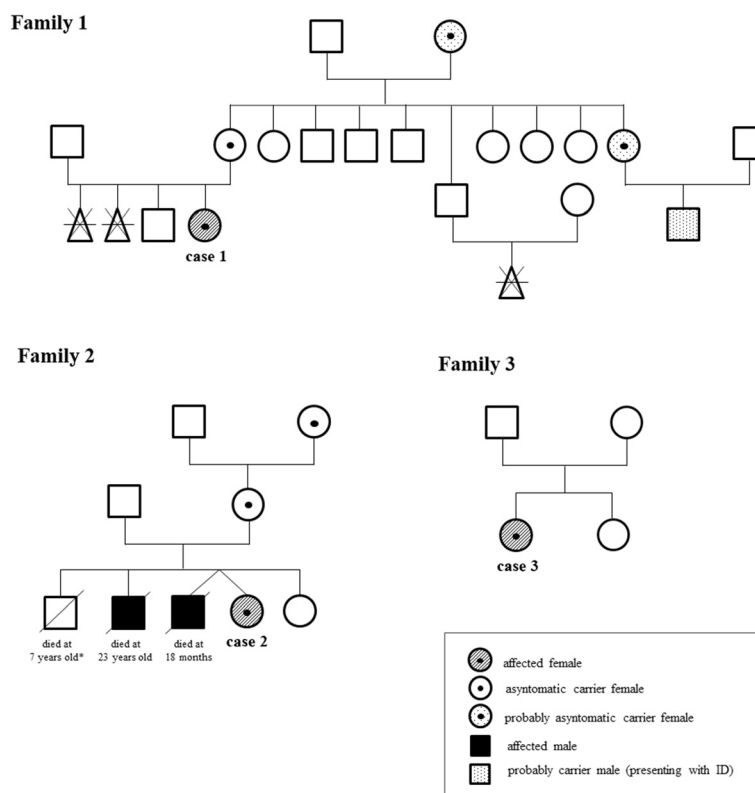 Family 1
case 1
Family 2
Family 3
died at
7 years old*
died at
23 years old
died at
18 months
case 2
case 3
affected female
asyntomatic carrier female
probably asyntomatic carrier female
affected male
probably carrier male (presenting with ID)